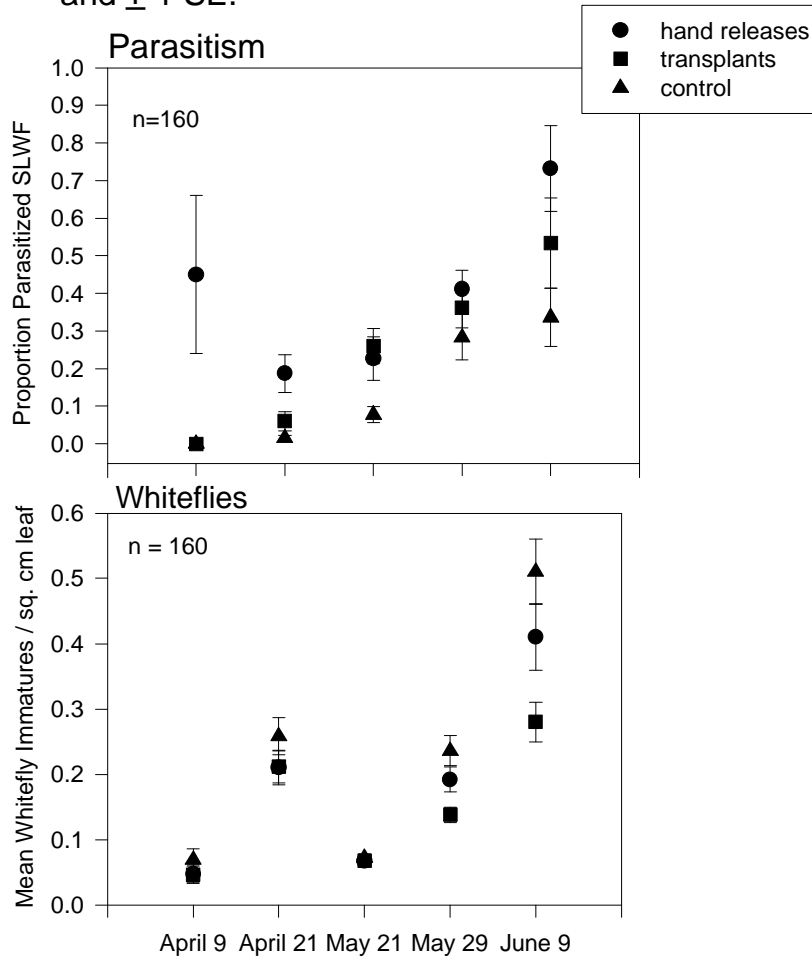 and + 1 SE.
hand releases
transplants
control
Parasitism
n=160
Proportion Parasitized SLWF
1.0
0.9
0.8
0.7
0.6
0.5
0.4
0.3
0.2
0.1
0.0
Whiteflies
n = 160
Mean Whitefly Immatures / sq. cm leaf
0.6
0.5
0.4
0.3
0.2
0.1
0.0
April 9 April 21 May 21 May 29 June 9